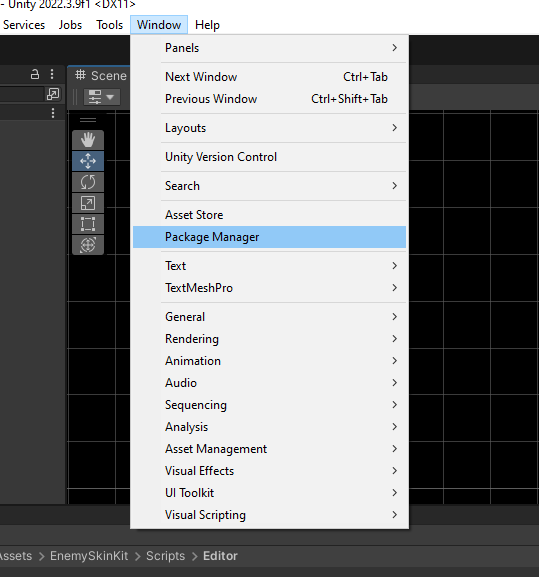 - Unity 2022.3.9f1 <DX11>
Services Jobs Tools Window Help
Panels
Scene
Next Window Ctrl+Tab
Previous Window Ctrl+Shift+Tab
Layouts
Unity Version Control
Search
Asset Store
Package Manager
Text
TextMeshPro
General
Rendering
Animation
Audio
Sequencing
Analysis
Asset Management
Visual Effects
UI Toolkit
Visual Scripting
Assets > EnemySkinKit > Scripts > Editor